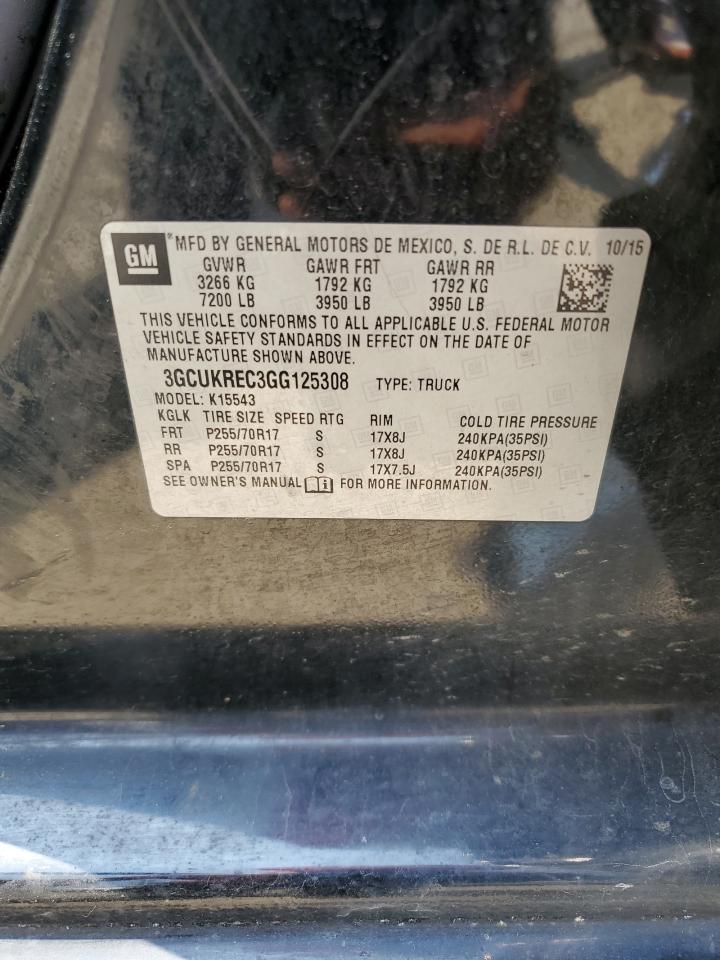 GM *MFD BY GENERAL MOTORS DE MEXICO, S. DE R.L. DE C.V. 10/15
GVWR GAWR FRT GAWR RR
3266 KG 1792 KG 1792 KG
7200 LB 3950 LB 3950 LB
THIS VEHICLE CONFORMS TO ALL APPLICABLE U.S. FEDERAL MOTOR
VEHICLE SAFETY STANDARDS IN EFFECT ON THE DATE OF
MANUFACTURE SHOWN ABOVE.
3GCUKREC3GG125308 TYPE: TRUCK
MODEL: K15543
KGLK TIRE SIZE SPEED RTG RIM COLD TIRE PRESSURE
FRT P255/70R17 S 17X8J 240KPA(35PSI)
RR P255/70R17 S 17X8J 240KPA(35PSI)
SPA P255/70R17 S 17X7.5J 240KPA(35PSI)
SEE OWNER'S MANUAL FOR MORE INFORMATION.